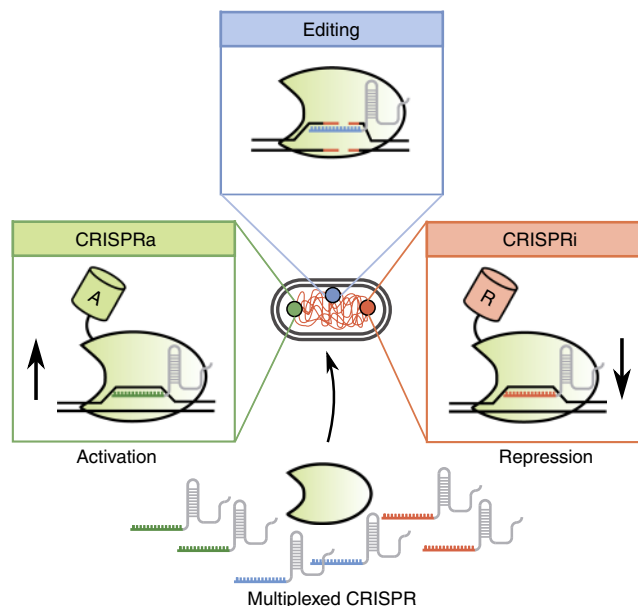 Editing
CRISPRa
CRISPRi
A
R
Activation
Repression
Multiplexed CRISPR